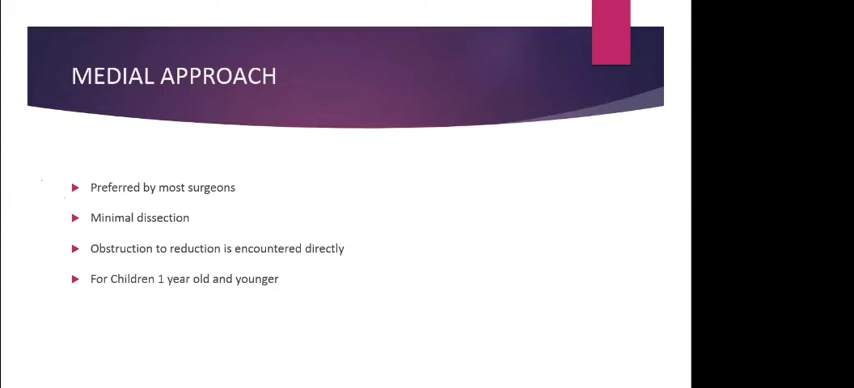 MEDIAL APPROACH
Preferred by most surgeons
Minimal dissection
Obstruction to reduction is encountered directly
For Children 1 year old and younger